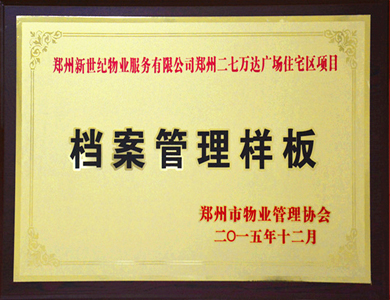 郑州新世纪物业服务有限公司郑州二七万达广场住宅区项目
档案管理样板
郑州市物业管理协会
二〇一五年十二月